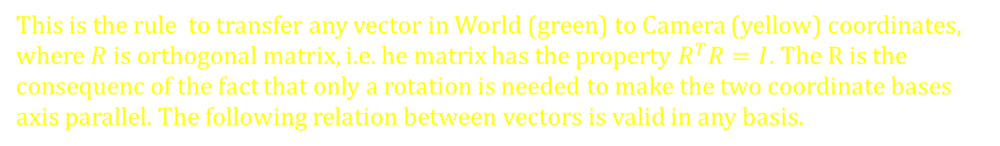 This is the rule  to transfer any vector in World (green) to Camera (yellow) coordinates,
where R is orthogonal matrix, i.e. he matrix has the property R^T R = I. The R is the
consequenc of the fact that only a rotation is needed to make the two coordinate bases
axis parallel. The following relation between vectors is valid in any basis.